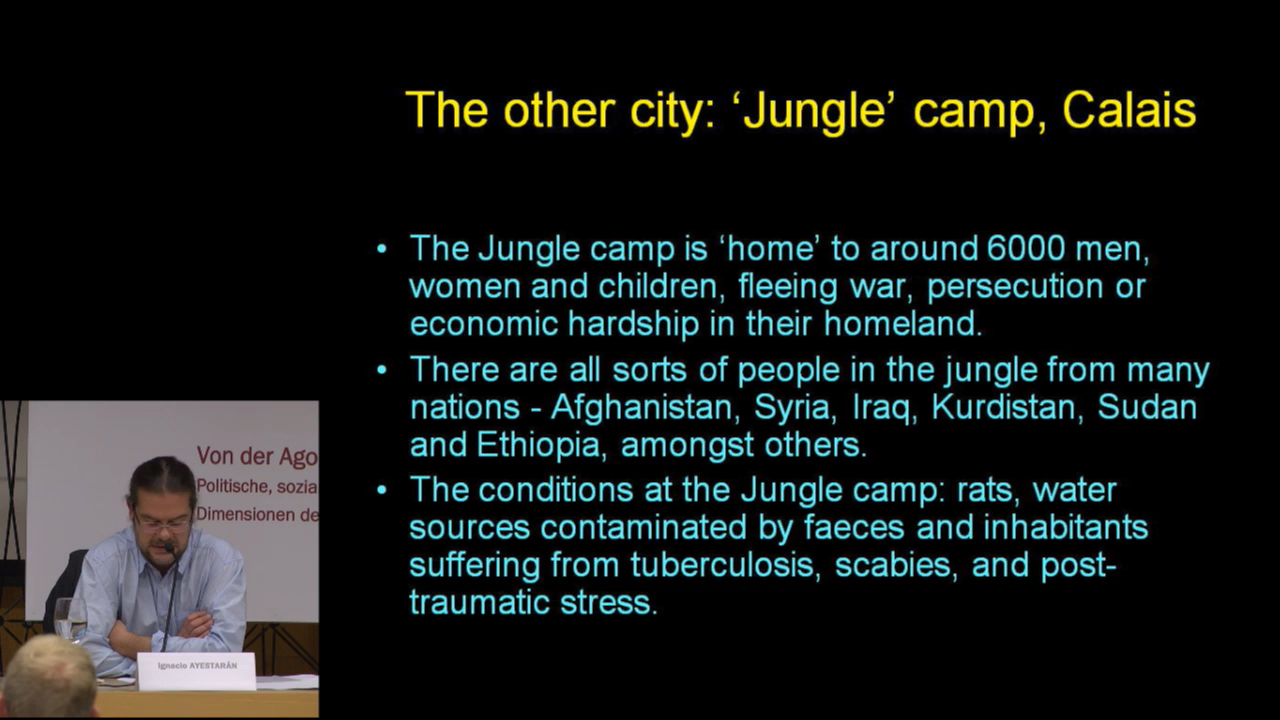 The other city: ‘Jungle’ camp, Calais
• The Jungle camp is ‘home’ to around 6000 men,
women and children, fleeing war, persecution or
economic hardship in their homeland.
• There are all sorts of people in the jungle from many
nations - Afghanistan, Syria, Iraq, Kurdistan, Sudan
and Ethiopia, amongst others.
• The conditions at the Jungle camp: rats, water
sources contaminated by faeces and inhabitants
suffering from tuberculosis, scabies, and post-
traumatic stress.
Von der Ago
Politische, sozia
Dimensionen de
Ignacio AYESTARÁN